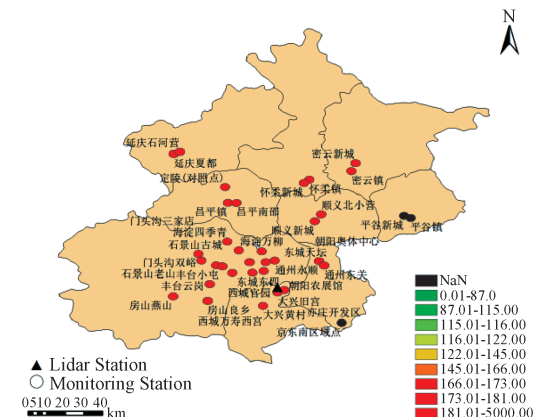 N
延庆石河营
延庆夏都
定陵(对照点)
密云新城
密云镇
怀柔新城
怀柔镇
昌平镇
昌平南邵
顺义北小营
顺义新城
平谷新城
平谷镇
门头沟三家店
海淀四季青
石景山古城
海淀万柳
朝阳奥体中心
东城天坛
门头沟双峪
石景山老山
丰台小屯
通州永顺
通州东关
丰台云岗
东城东四
西城官园
朝阳农展馆
房山燕山
大兴旧宫
房山良乡
大兴黄村
亦庄开发区
西城万寿西宫
京东南区域点
NaN
0.01-87.0
87.01-115.00
115.01-116.00
116.01-122.00
122.01-145.00
145.01-166.00
166.01-173.00
173.01-181.00
181.01-5000.00
Lidar Station
Monitoring Station
0510 20 30 40
km